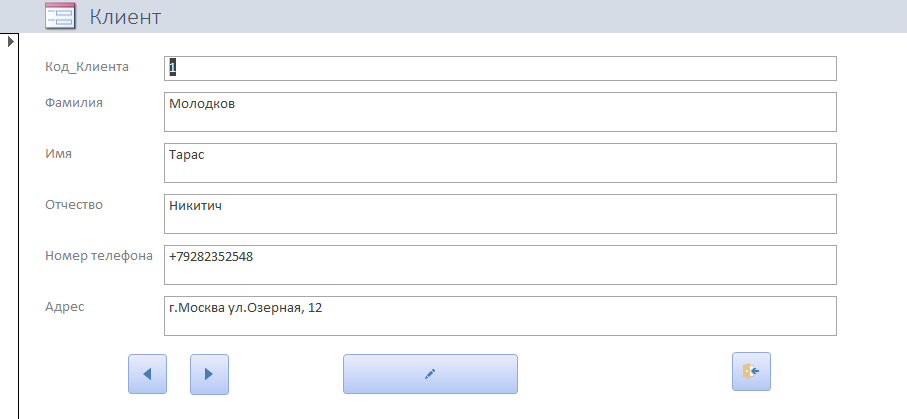 Клиент
Код_Клиента 1
Фамилия Молодков
Имя Тарас
Отчество Никитич
Номер телефона +79282352548
Адрес г.Москва ул.Озерная, 12